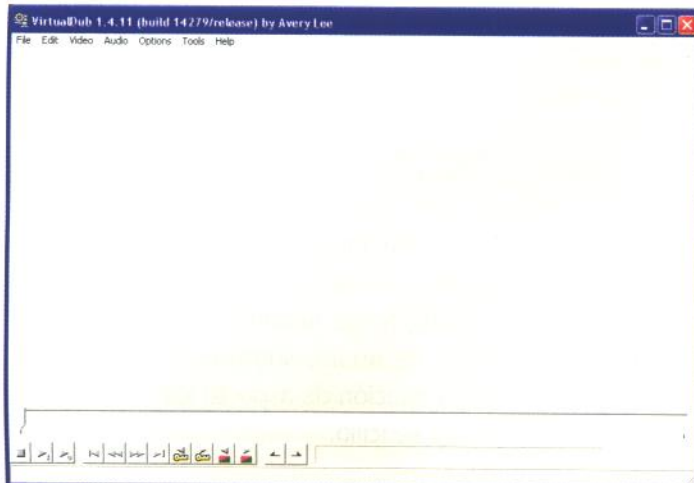 VirtualDub 1.4.11 (build 14279/release) by Avery Lee
File Edit Video Audio Options Tools Help